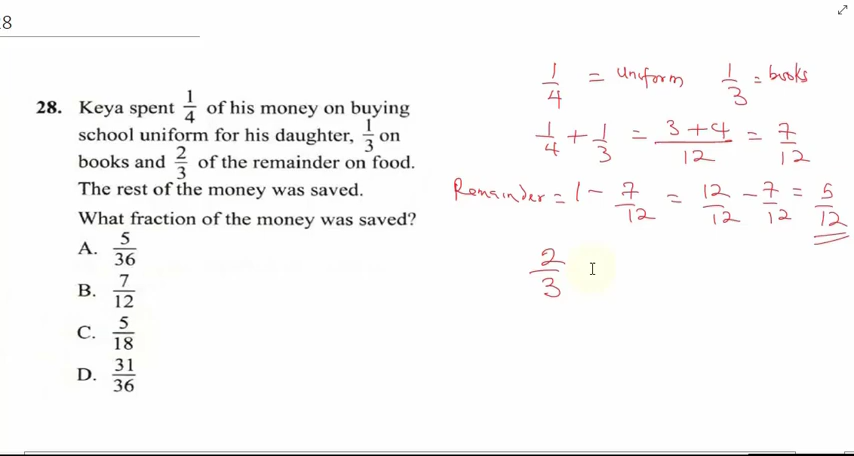 8
28. Keya spent 1/4 of his money on buying
school uniform for his daughter, 1/3 on
books and 2/3 of the remainder on food.
The rest of the money was saved.
What fraction of the money was saved?
A. 5/36
B. 7/12
C. 5/18
D. 31/36
1/4 = uniform 1/3 = books
1/4 + 1/3 = 3+4/12 = 7/12
Remainder = 1 - 7/12 = 12/12 - 7/12 = 5/12
2/3